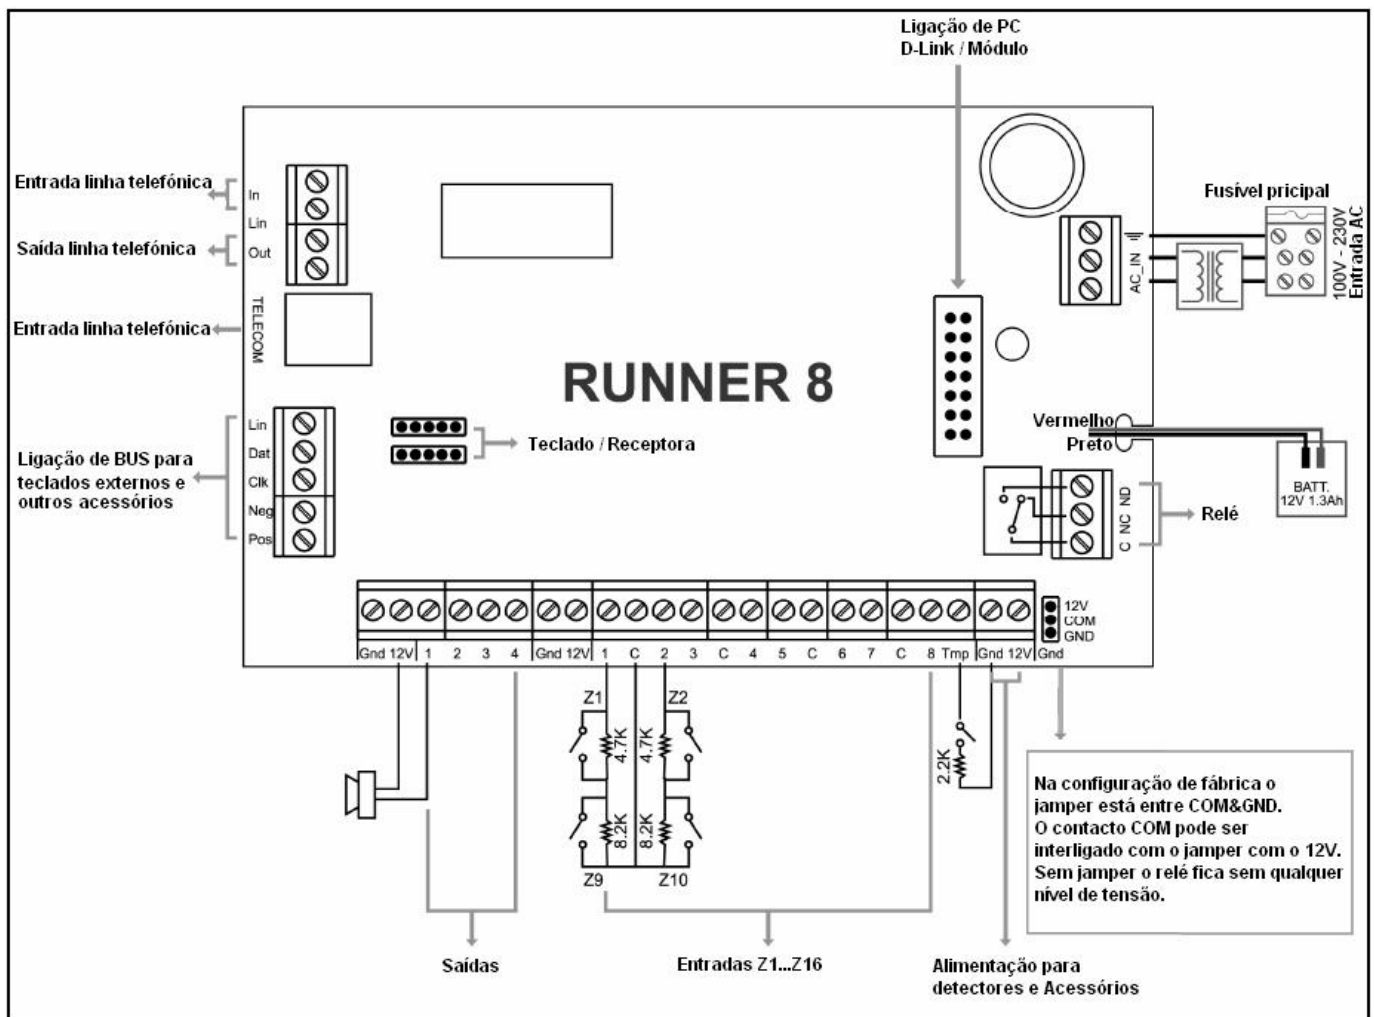 Ligação de PC
D-Link / Módulo
Entrada linha telefónica
In
Lin
Saída linha telefónica
Out
Entrada linha telefónica
TELECOM
Fusível pricipal
AC_IN
100V - 230V
Entrada AC
RUNNER 8
Vermelho
Preto
BATT.
12V 1.3Ah
Teclado / Receptora
Ligação de BUS para
teclados externos e
outros acessórios
Lin
Dat
Clk
Neg
Pos
C NC ND
Relé
12V
COM
GND
Gnd 12V 1 2 3 4 Gnd 12V 1 C 2 3 C 4 5 C 6 7 C 8 Tmp Gnd 12V Gnd
Z1 Z2
4.7K 4.7K
8.2K 8.2K
Z9 Z10
2.2K
Na configuração de fábrica o
jamper está entre COM&GND.
O contacto COM pode ser
interligado com o jamper com o 12V.
Sem jamper o relé fica sem qualquer
nível de tensão.
Saídas
Entradas Z1...Z16
Alimentação para
detectores e Acessórios